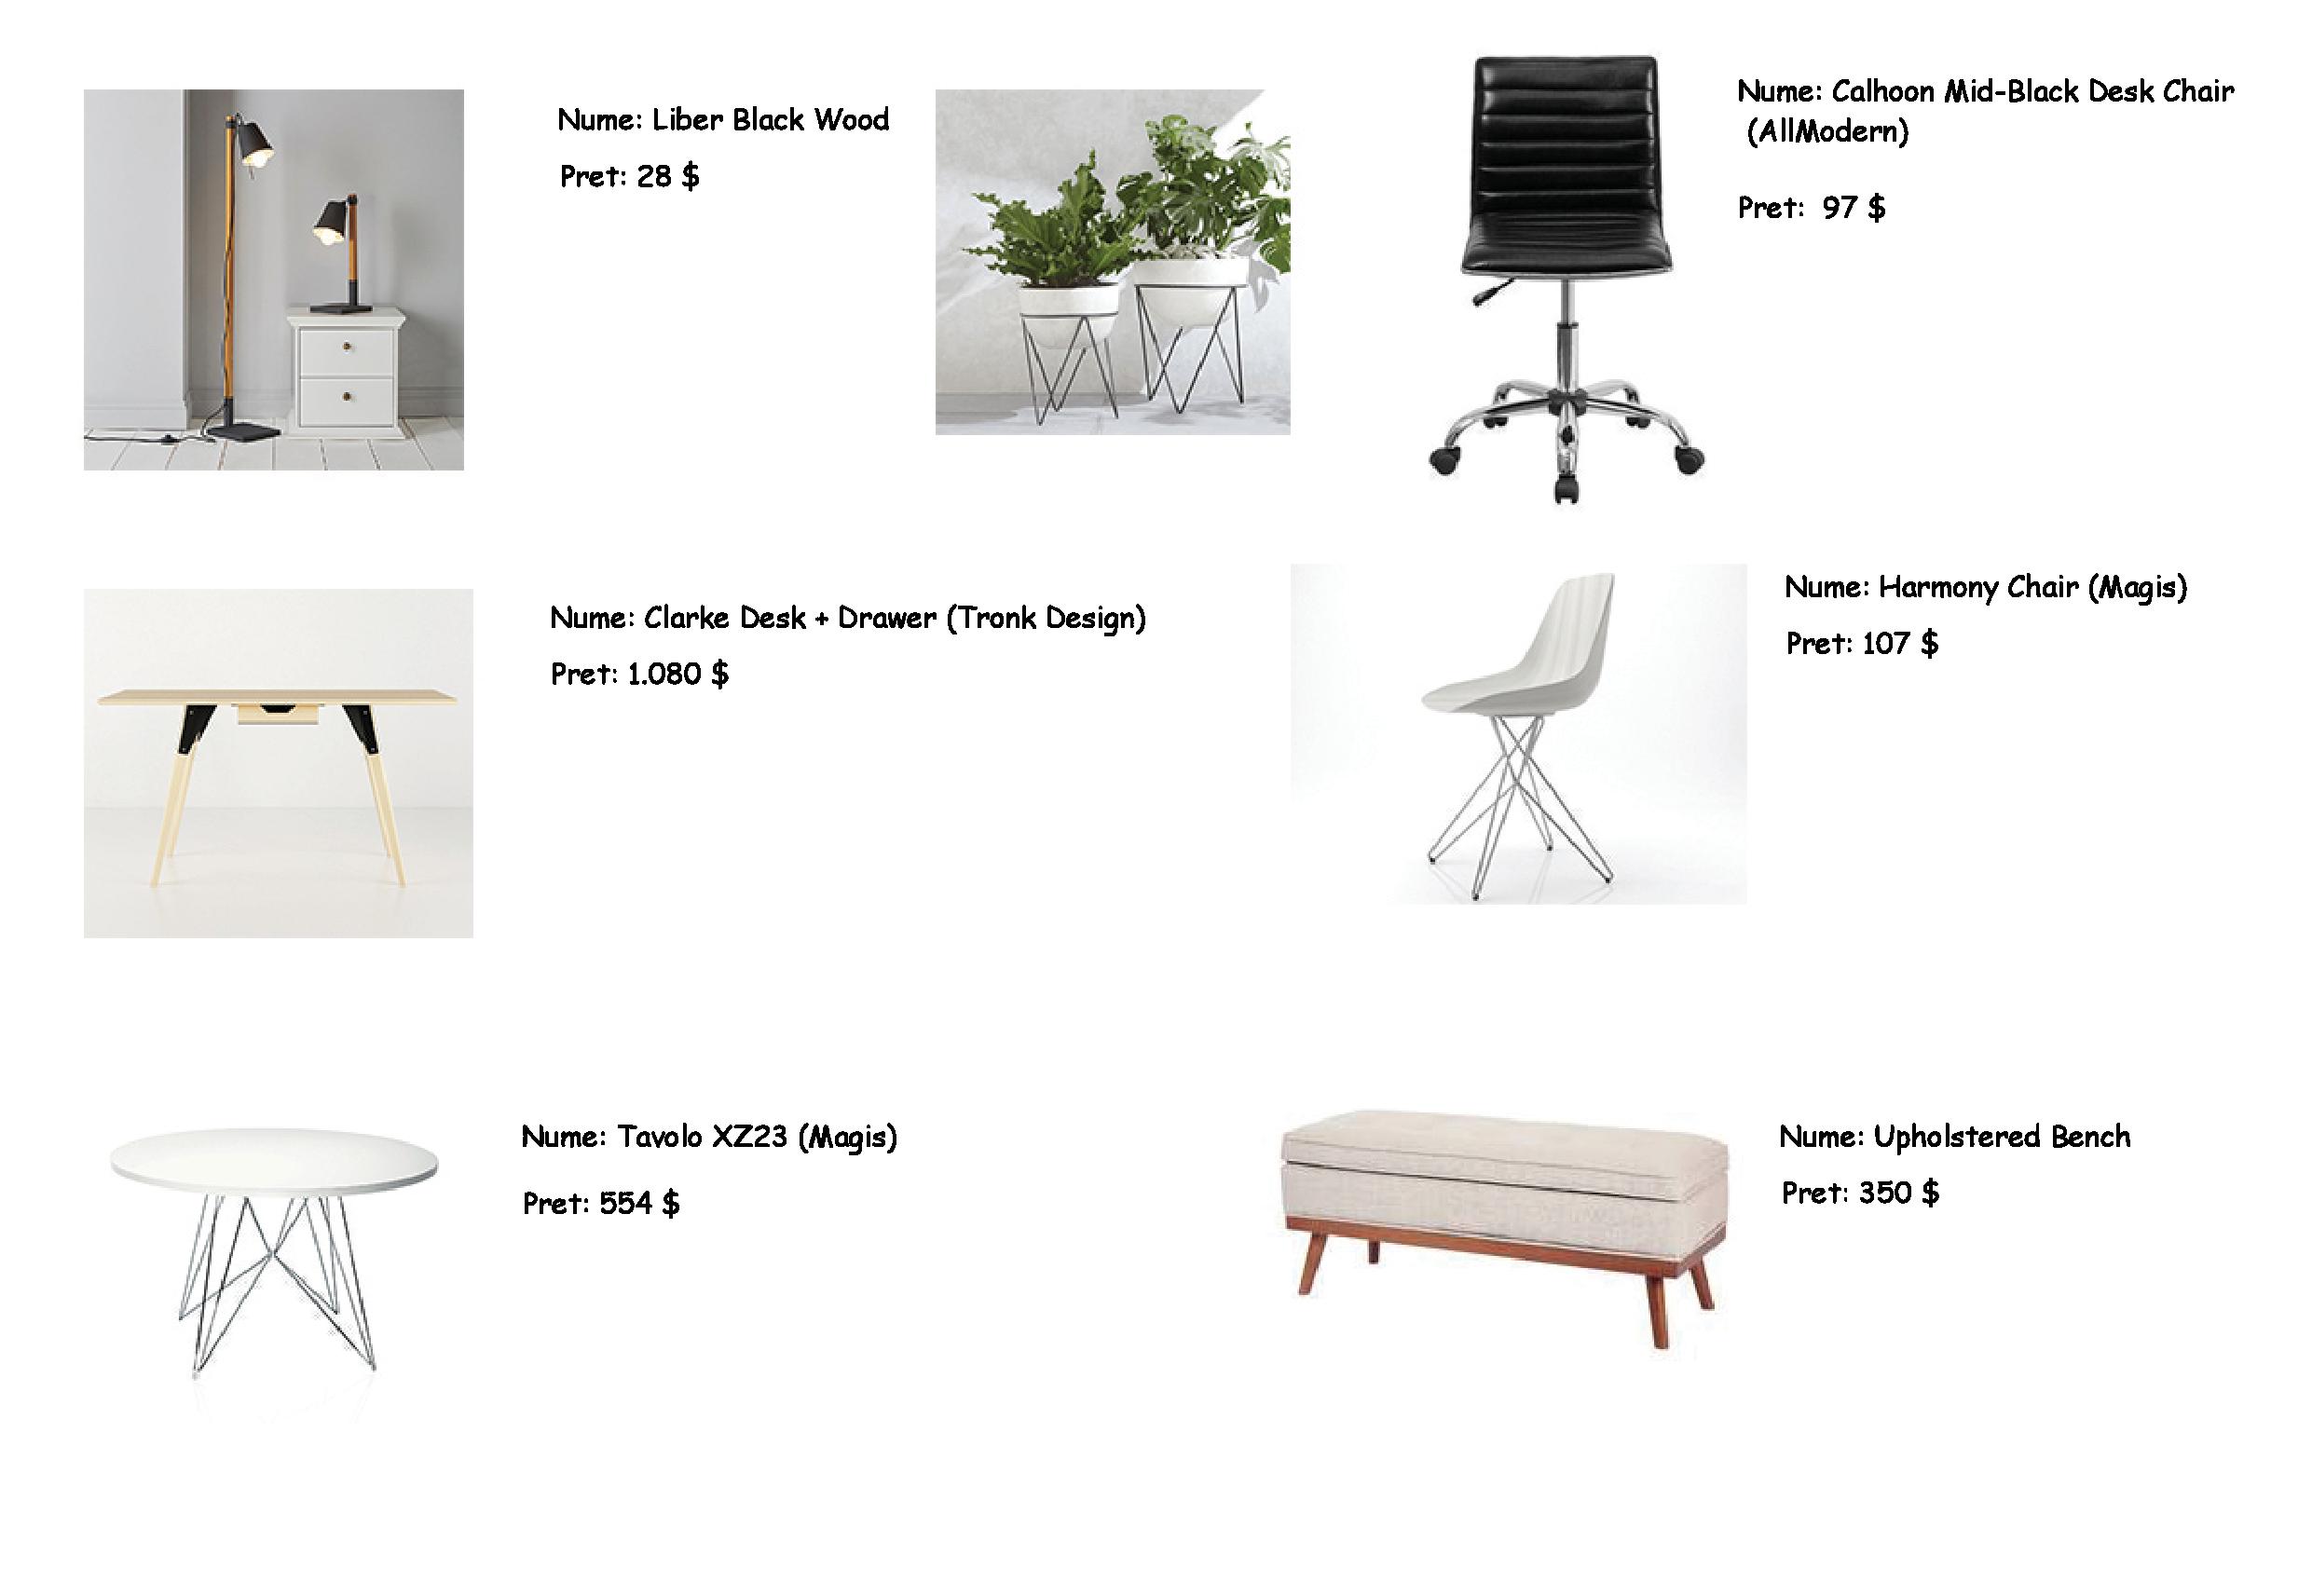 Nume: Liber Black Wood
Pret: 28 $
Nume: Calhoon Mid-Black Desk Chair
(AllModern)
Pret: 97 $
Nume: Clarke Desk + Drawer (Tronk Design)
Pret: 1.080 $
Nume: Harmony Chair (Magis)
Pret: 107 $
Nume: Tavolo XZ23 (Magis)
Pret: 554 $
Nume: Upholstered Bench
Pret: 350 $